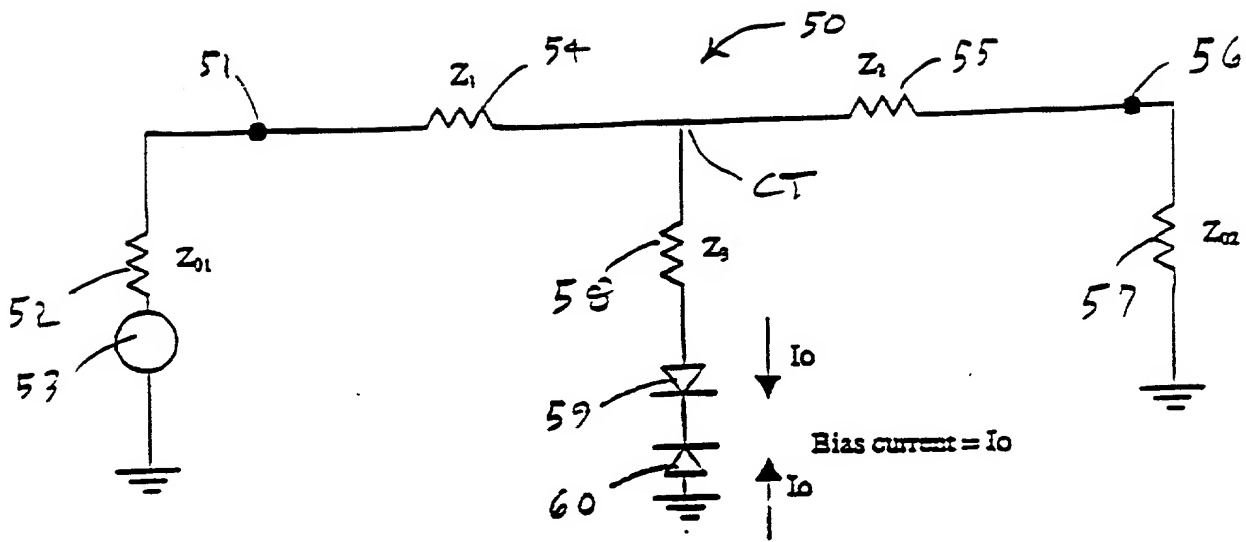 50
54
55
56
51
Z₁
Z₂
CT
Z₀₁
Z₃
Z₀₂
52
58
57
53
Io
59
Bias current = Io
60
Io